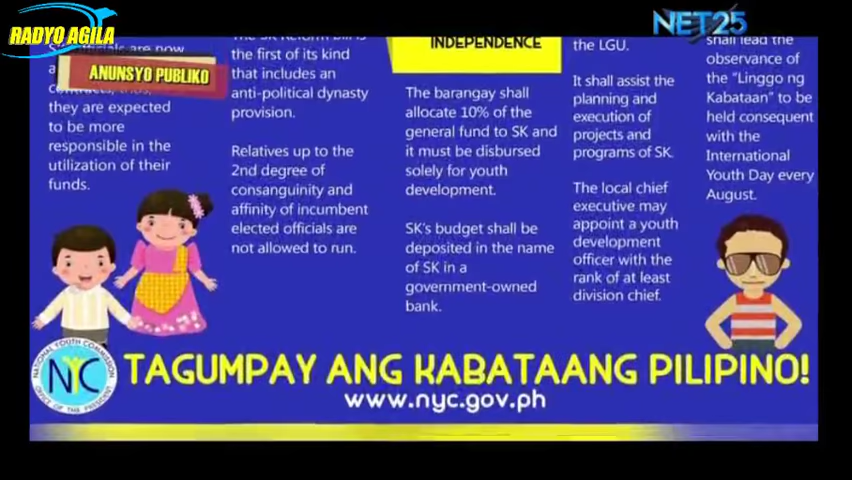 RADYO AGILA
NET25
ANUNSYO PUBLIKO
they are expected
to be more
responsible in the
utilization of their
funds.
the first of its kind
that includes an
anti-political dynasty
provision.
Relatives up to the
2nd degree of
consanguinity and
affinity of incumbent
elected officials are
not allowed to run.
INDEPENDENCE
The barangay shall
allocate 10% of the
general fund to SK and
it must be disbursed
solely for youth
development.
SK's budget shall be
deposited in the name
of SK in a
government-owned
bank.
the LGU.
It shall assist the
planning and
execution of
projects and
programs of SK.
The local chief
executive may
appoint a youth
development
officer with the
rank of at least
division chief.
shall lead the
observance of
the "Linggo ng
Kabataan" to be
held consequent
with the
International
Youth Day every
August.
NATIONAL YOUTH COMMISSION
NYC
OFFICE OF THE PRESIDENT
TAGUMPAY ANG KABATAANG PILIPINO!
www.nyc.gov.ph